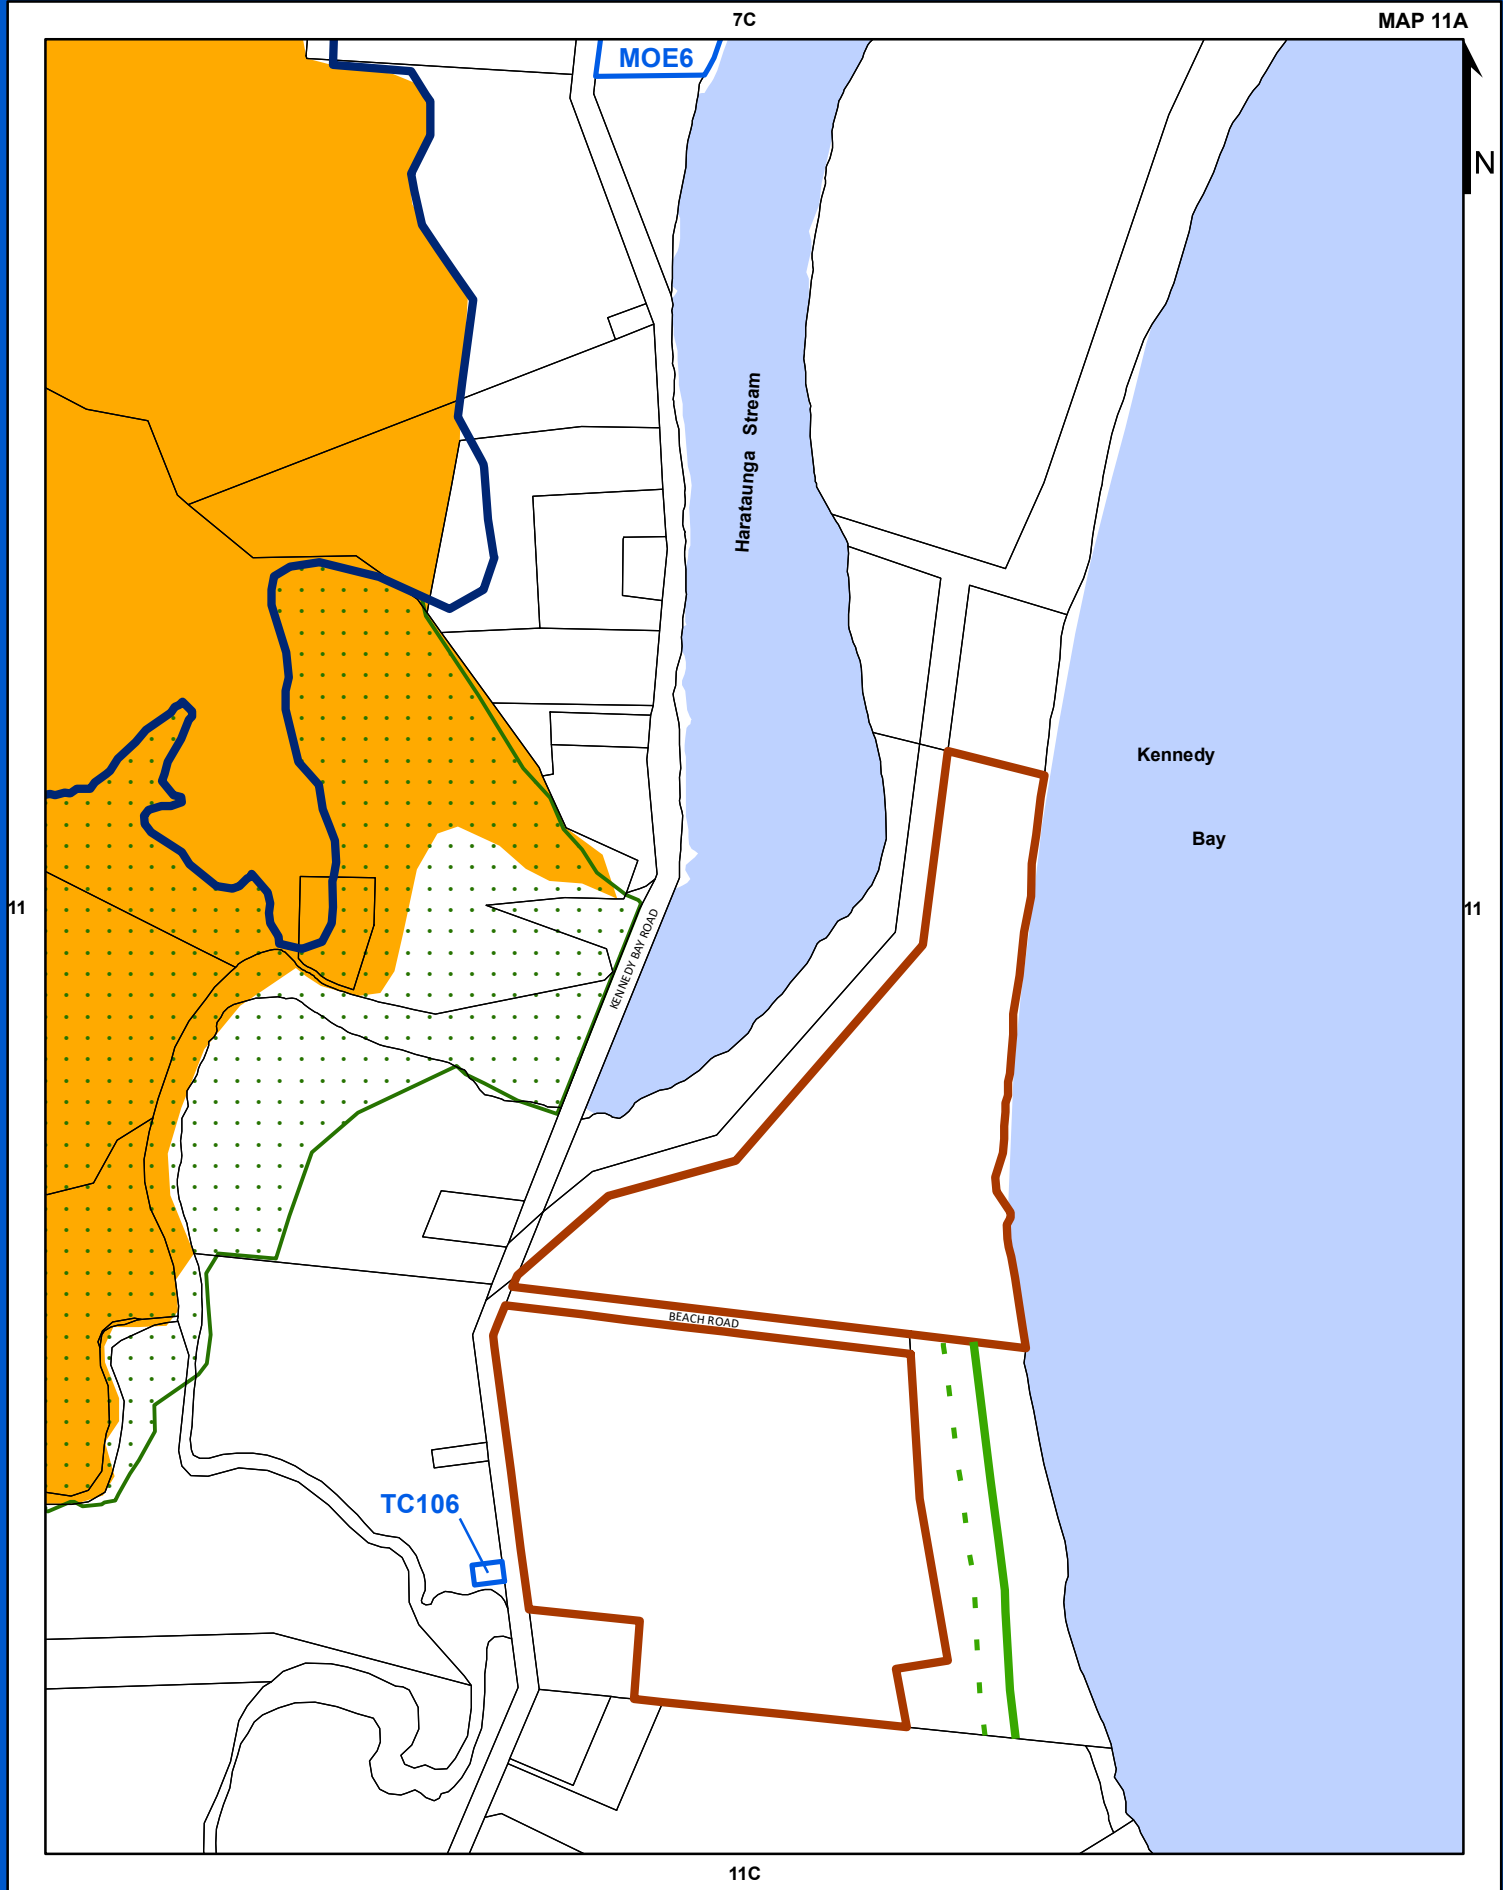 7C
MAP 11A
MOE6
N
Harataunga Stream
Kennedy
Bay
11
11
KENNEDY BAY ROAD
BEACH ROAD
TC106
11C